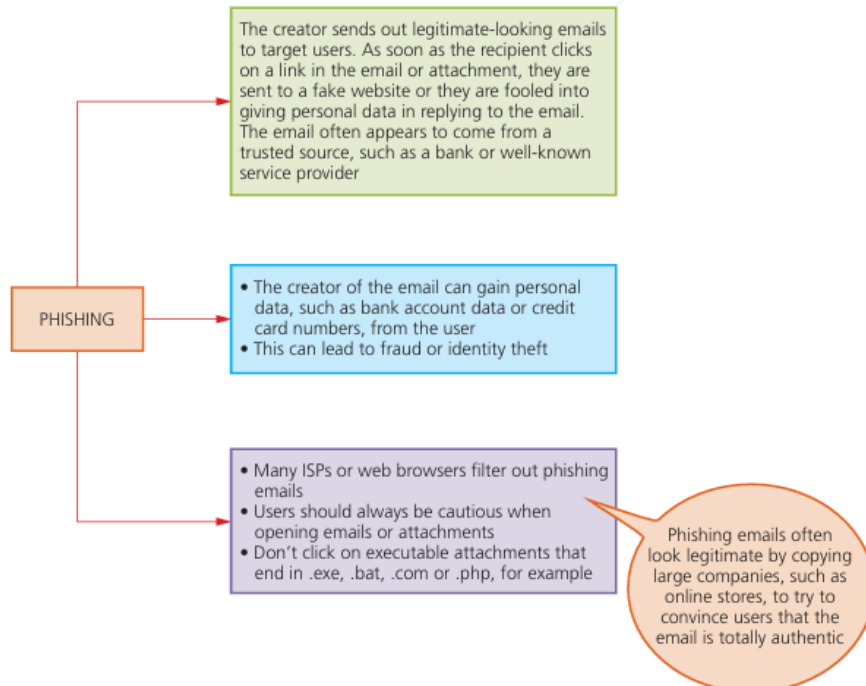 The creator sends out legitimate-looking emails
to target users. As soon as the recipient clicks
on a link in the email or attachment, they are
sent to a fake website or they are fooled into
giving personal data in replying to the email.
The email often appears to come from a
trusted source, such as a bank or well-known
service provider
PHISHING
• The creator of the email can gain personal
data, such as bank account data or credit
card numbers, from the user
• This can lead to fraud or identity theft
• Many ISPs or web browsers filter out phishing
emails
• Users should always be cautious when
opening emails or attachments
• Don't click on executable attachments that
end in .exe, .bat, .com or .php, for example
Phishing emails often
look legitimate by copying
large companies, such as
online stores, to try to
convince users that the
email is totally authentic